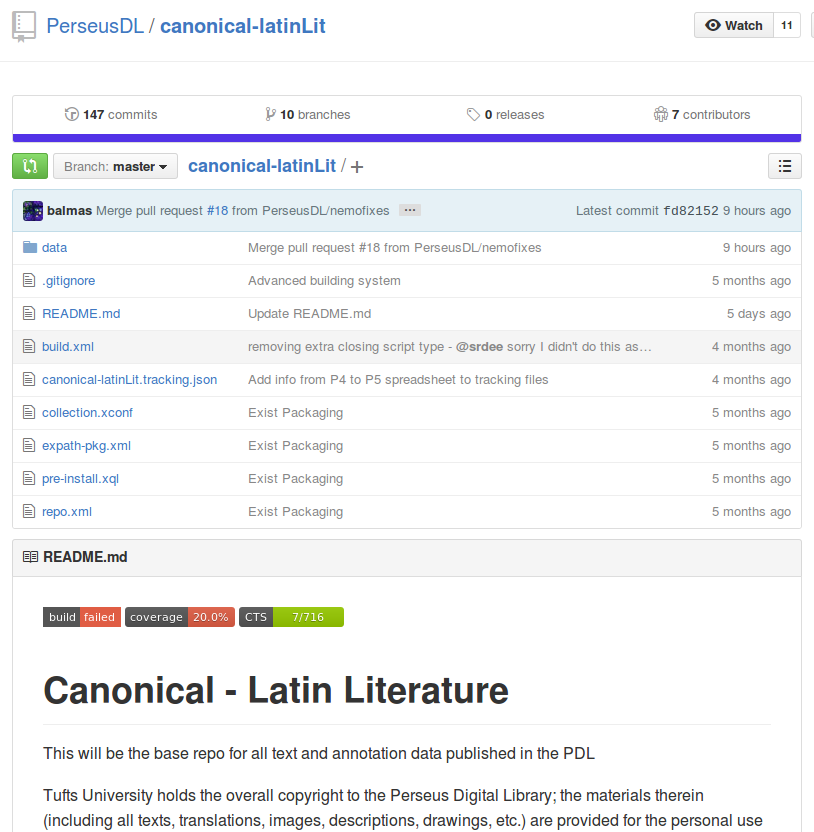 PerseusDL / canonical-latinLit Watch 11
147 commits 10 branches 0 releases 7 contributors
Branch: master canonical-latinLit / +
balmas Merge pull request #18 from PerseusDL/nemofixes ... Latest commit fd82152 9 hours ago
data Merge pull request #18 from PerseusDL/nemofixes 9 hours ago
.gitignore Advanced building system 5 months ago
README.md Update README.md 5 days ago
build.xml removing extra closing script type - @srdee sorry I didn't do this as… 4 months ago
canonical-latinLit.tracking.json Add info from P4 to P5 spreadsheet to tracking files 4 months ago
collection.xconf Exist Packaging 5 months ago
expath-pkg.xml Exist Packaging 5 months ago
pre-install.xql Exist Packaging 5 months ago
repo.xml Exist Packaging 5 months ago
README.md
build failed coverage 20.0% CTS 7/716
Canonical - Latin Literature
This will be the base repo for all text and annotation data published in the PDL
Tufts University holds the overall copyright to the Perseus Digital Library; the materials therein
(including all texts, translations, images, descriptions, drawings, etc.) are provided for the personal use